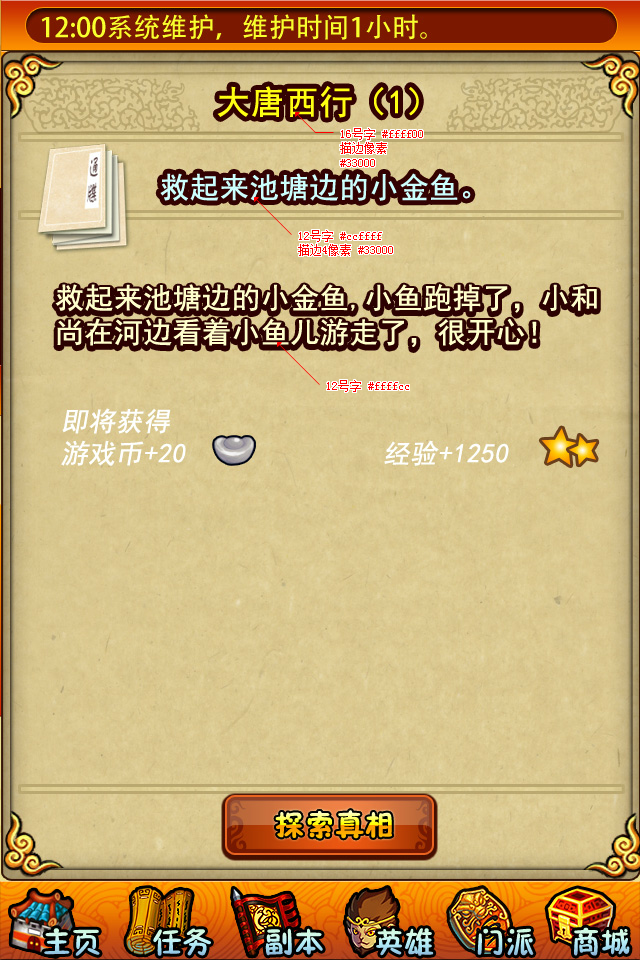 12:00系统维护，维护时间1小时。
大唐西行（1）
16号字 #ffff00
描边像素
#33000
救起来池塘边的小金鱼。
12号字 #ccffff
描边4像素 #33000
救起来池塘边的小金鱼,小鱼跑掉了，小和
尚在河边看着小鱼儿游走了，很开心！
12号字 #ffffcc
即将获得
游戏币+20
经验+1250
探索真相
主页 任务 副本 英雄 门派 商城